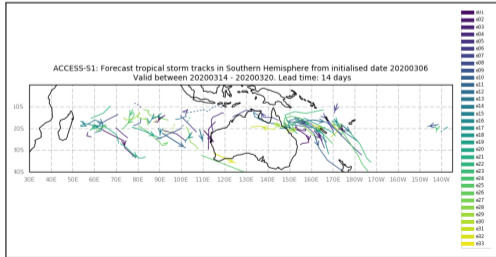 ACCESS-S1: Forecast tropical storm tracks in Southern Hemisphere from initialised date 20200306
Valid between 20200314 - 20200320. Lead time: 14 days
10S
20S
30S
40S
30E 40E 50E 60E 70E 80E 90E 100E 110E 120E 130E 140E 150E 160E 170E 180E 170W 160W 150W 140W
e01
e02
e03
e04
e05
e06
e07
e08
e09
e10
e11
e12
e13
e14
e15
e16
e17
e18
e19
e20
e21
e22
e23
e24
e25
e26
e27
e28
e29
e30
e31
e32
e33